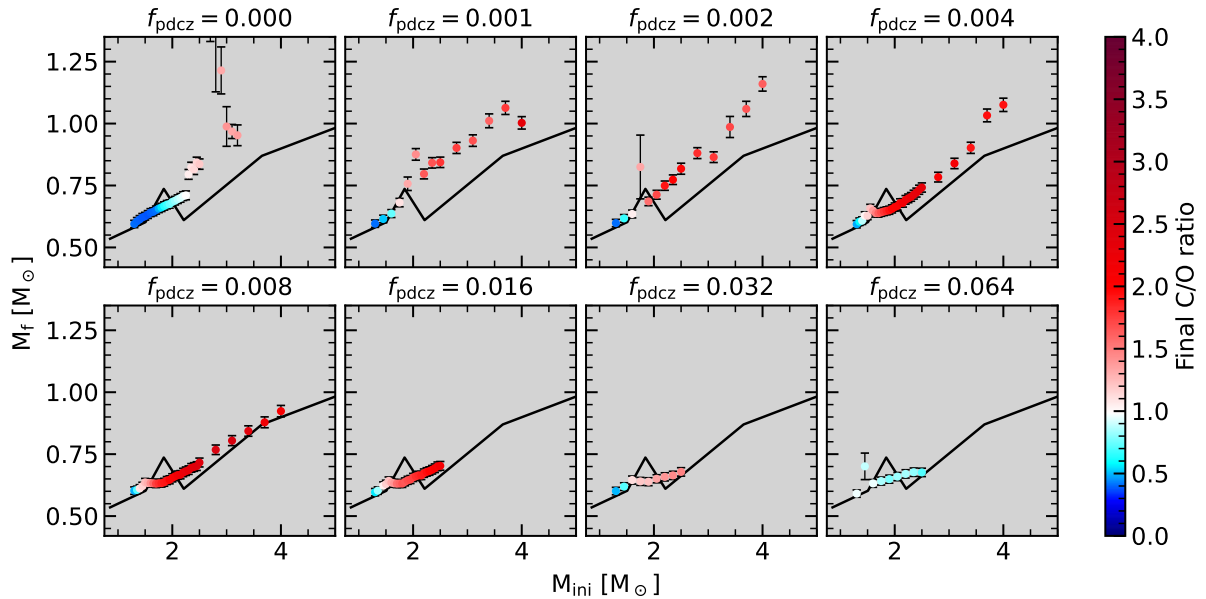 f_pdcz = 0.000
f_pdcz = 0.001
f_pdcz = 0.002
f_pdcz = 0.004
1.25
1.00
0.75
0.50
f_pdcz = 0.008
f_pdcz = 0.016
f_pdcz = 0.032
f_pdcz = 0.064
1.25
1.00
0.75
0.50
2 4
2 4
2 4
2 4
M_f [M_⊙]
M_ini [M_⊙]
4.0
3.5
3.0
2.5
2.0
1.5
1.0
0.5
0.0
Final C/O ratio